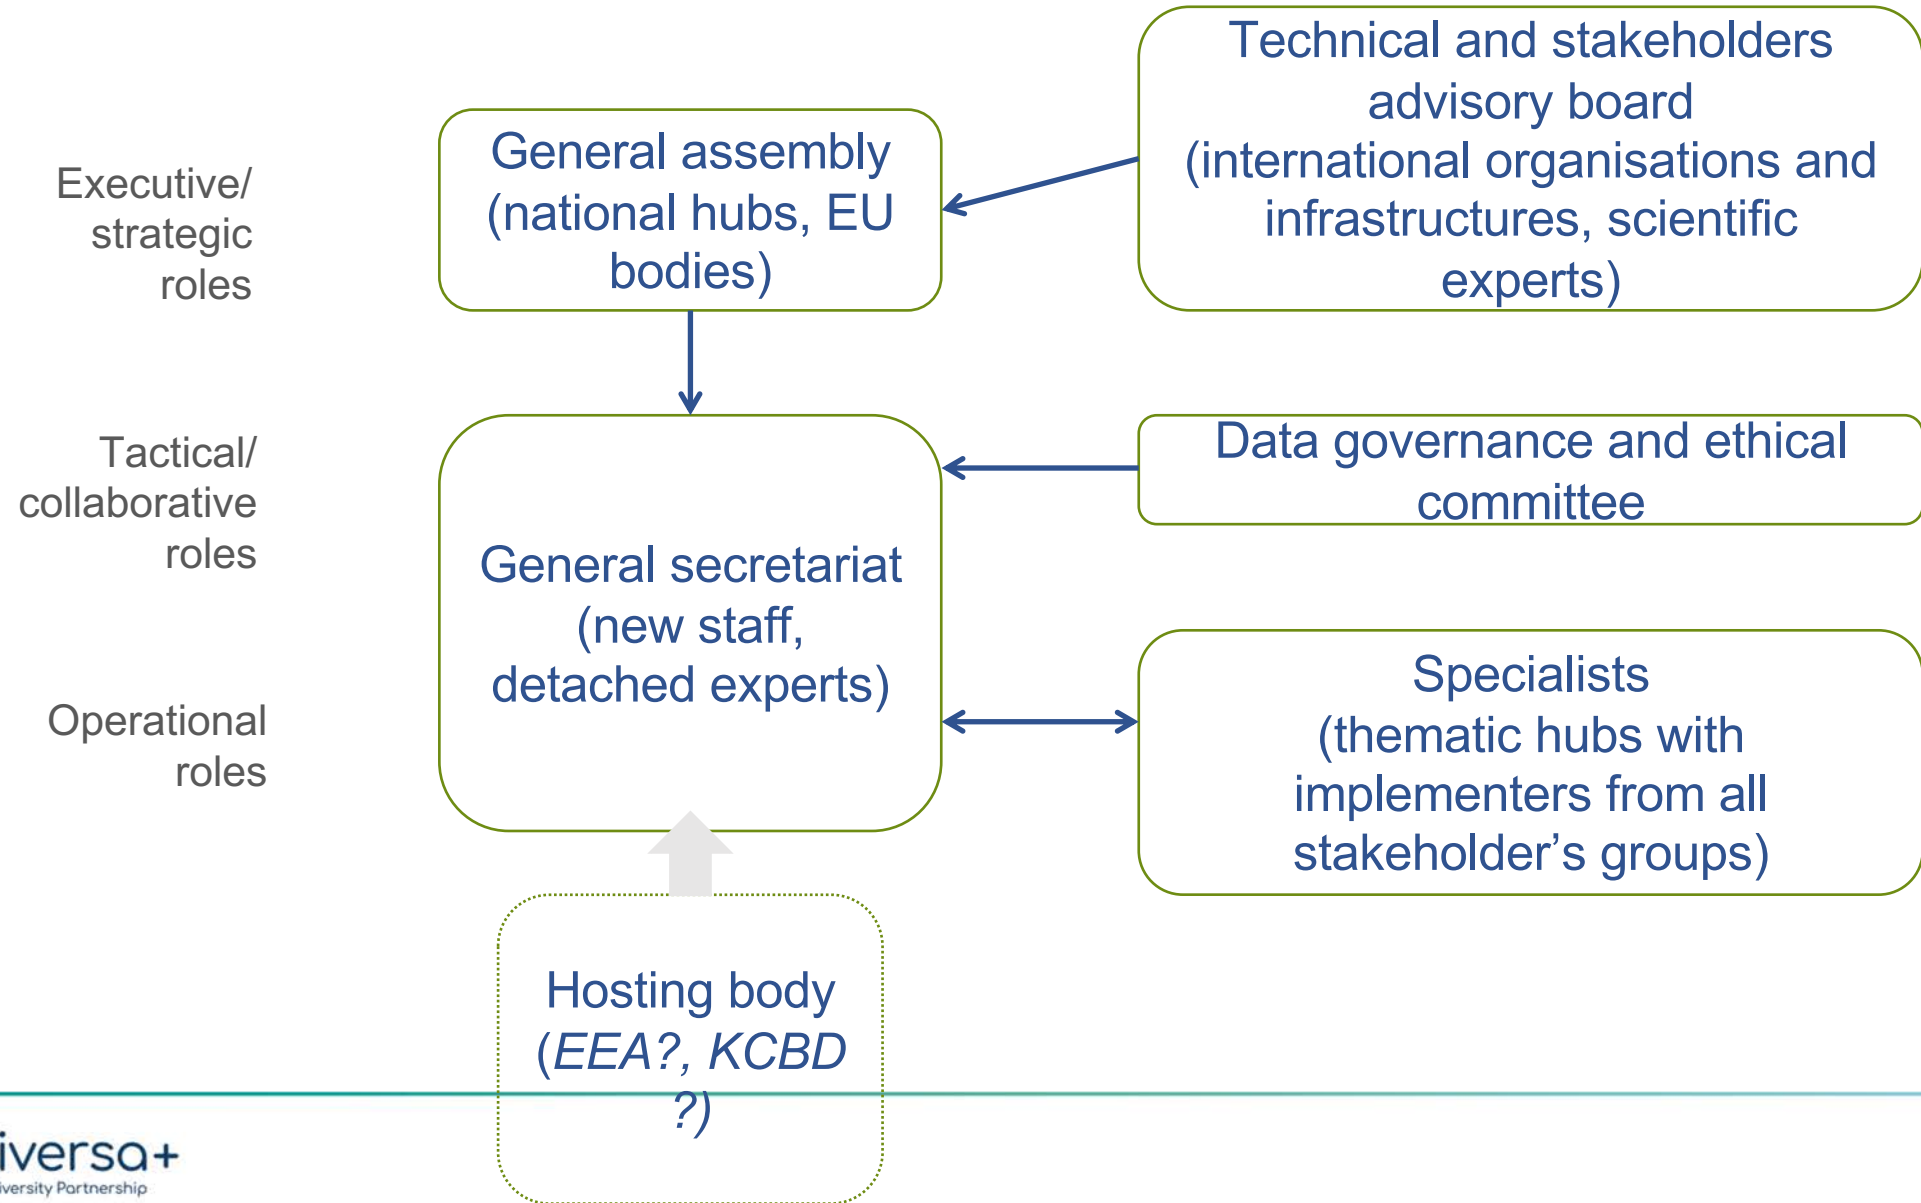 Technical and stakeholders
advisory board
(international organisations and
infrastructures, scientific
experts)
General assembly
(national hubs, EU
bodies)
Executive/
strategic
roles
Tactical/
collaborative
roles
General secretariat
(new staff,
detached experts)
Data governance and ethical
committee
Operational
roles
Specialists
(thematic hubs with
implementers from all
stakeholder’s groups)
Hosting body
(EEA?, KCBD
?)
iversa+
iversity Partnership